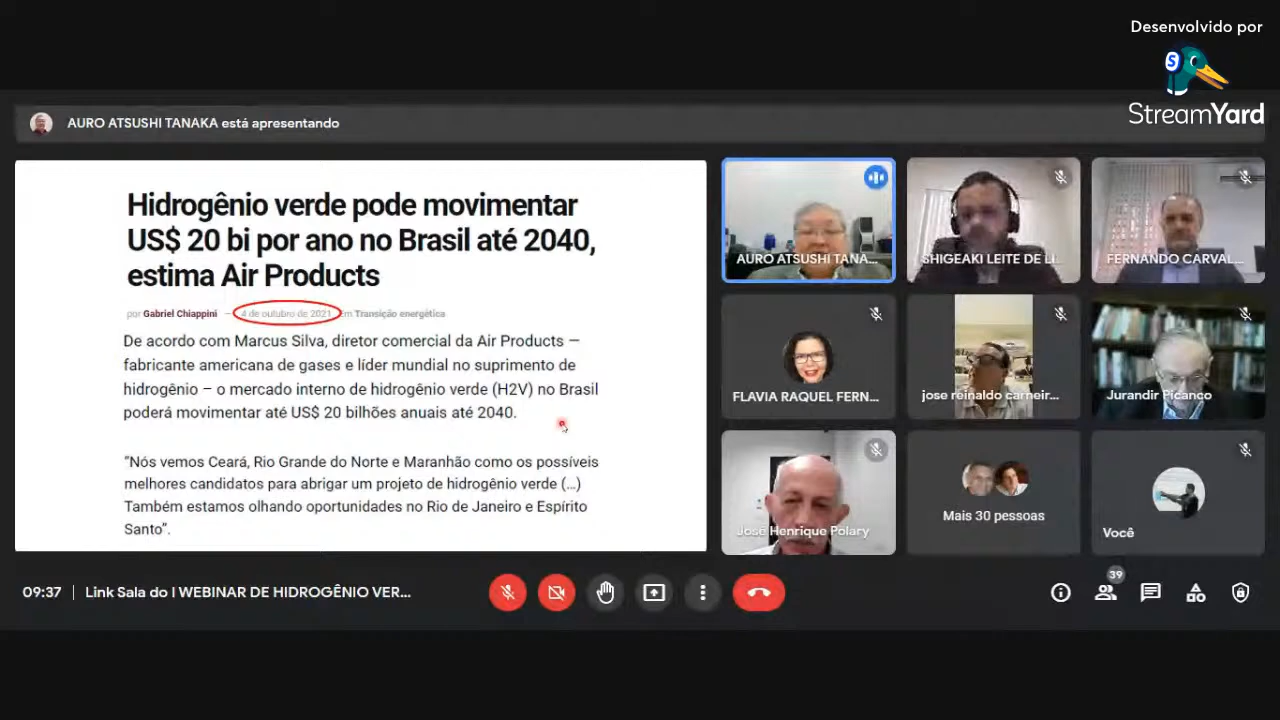 Desenvolvido por
StreamYard
AURO ATSUSHI TANAKA está apresentando
Hidrogênio verde pode movimentar
US$ 20 bi por ano no Brasil até 2040,
estima Air Products
por Gabriel Chiappini — 4 de outubro de 2021 Em Transição energética
De acordo com Marcus Silva, diretor comercial da Air Products —
fabricante americana de gases e líder mundial no suprimento de
hidrogênio – o mercado interno de hidrogênio verde (H2V) no Brasil
poderá movimentar até US$ 20 bilhões anuais até 2040.
"Nós vemos Ceará, Rio Grande do Norte e Maranhão como os possíveis
melhores candidatos para abrigar um projeto de hidrogênio verde (...)
Também estamos olhando oportunidades no Rio de Janeiro e Espírito
Santo".
AURO ATSUSHI TANA...
SHIGEAKI LEITE DE LI...
FERNANDO CARVAL...
FLAVIA RAQUEL FERN...
jose reinaldo carneir...
Jurandir Picanço
José Henrique Polary
Mais 30 pessoas
Você
09:37 | Link Sala do I WEBINAR DE HIDROGÊNIO VER...
39